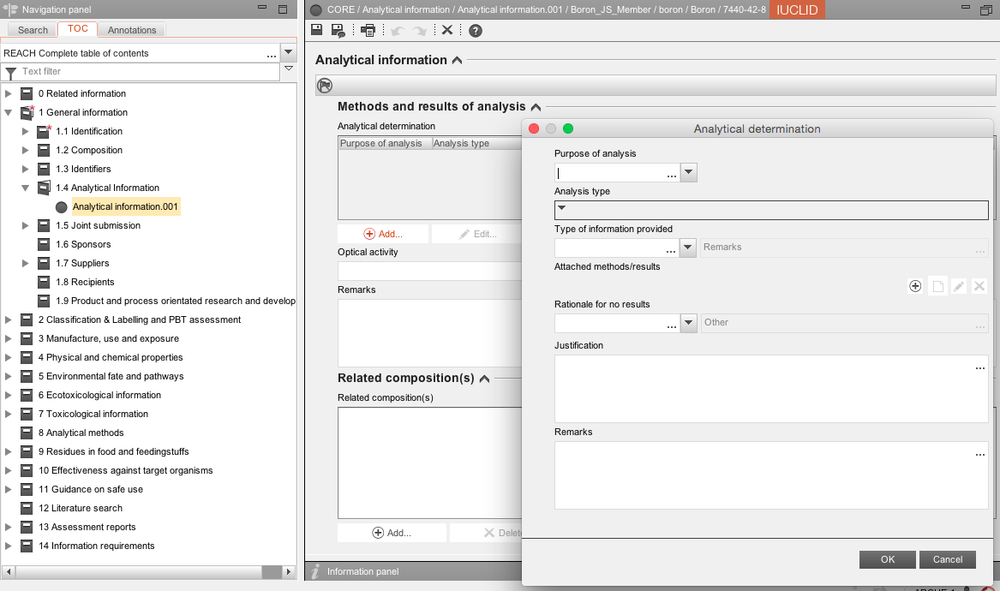 Navigation panel
Search TOC Annotations
REACH Complete table of contents ...
Text filter
0 Related information
1 General information
1.1 Identification
1.2 Composition
1.3 Identifiers
1.4 Analytical Information
Analytical information.001
1.5 Joint submission
1.6 Sponsors
1.7 Suppliers
1.8 Recipients
1.9 Product and process orientated research and develop
2 Classification & Labelling and PBT assessment
3 Manufacture, use and exposure
4 Physical and chemical properties
5 Environmental fate and pathways
6 Ecotoxicological information
7 Toxicological information
8 Analytical methods
9 Residues in food and feedingstuffs
10 Effectiveness against target organisms
11 Guidance on safe use
12 Literature search
13 Assessment reports
14 Information requirements
CORE / Analytical information / Analytical information.001 / Boron_JS_Member / boron / Boron / 7440-42-8 IUCLID
Analytical information
Methods and results of analysis
Analytical determination
Purpose of analysis Analysis type
Add... Edit...
Optical activity
Remarks
Related composition(s)
Related composition(s)
Add... Delete
Information panel
Analytical determination
Purpose of analysis
...
Analysis type
Type of information provided
... Remarks ...
Attached methods/results
Rationale for no results
... Other ...
Justification
...
Remarks
...
OK Cancel